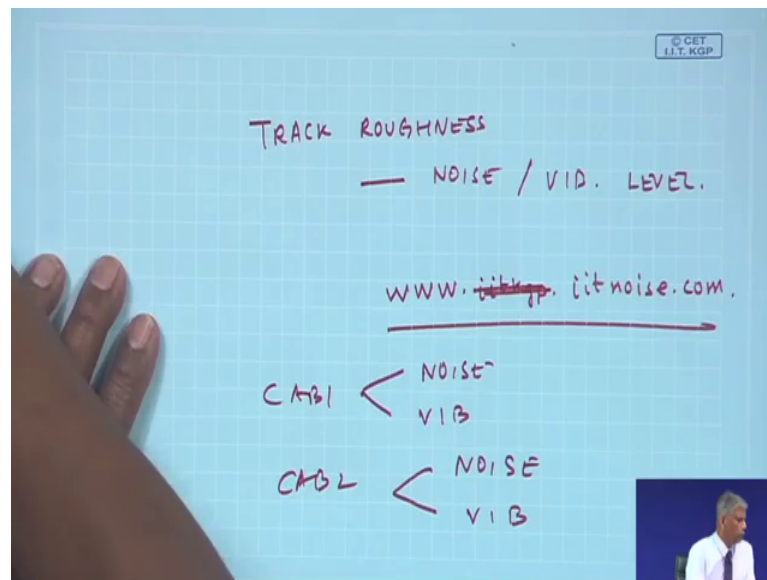 © CET
I.I.T. KGP
TRACK ROUGHNESS
— NOISE / VIB. LEVEL.
www. iitkgp. iitnoise.com.
CAB1 < NOISE
VIB
CAB2 < NOISE
VIB